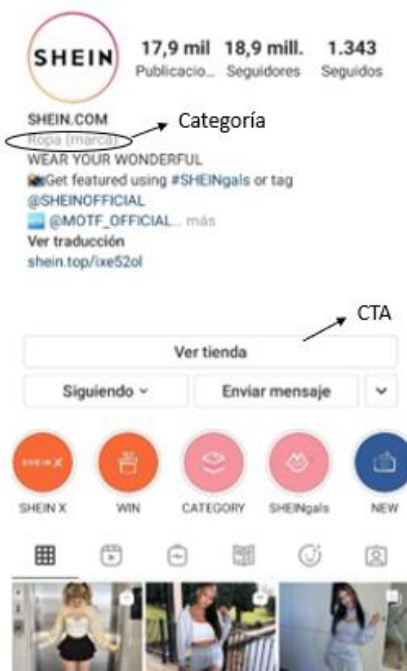 SHEIN
17,9 mil 18,9 mill. 1.343
Publicacio... Seguidores Seguidos
SHEIN.COM
Ropa (marca) Categoría
WEAR YOUR WONDERFUL
Get featured using #SHEINgals or tag
@SHEINOFFICIAL
@MOTF_OFFICIAL... más
Ver traducción
shein.top/ixe52ol
CTA
Ver tienda
Siguiendo Enviar mensaje
SHEIN X
SHEIN X WIN CATEGORY SHEINgals NEW